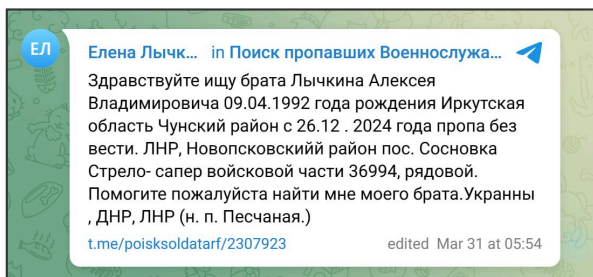 ЕЛ
Елена Лычк... in Поиск пропавших Военнослужа...
Здравствуйте ищу брата Лычкина Алексея
Владимировича 09.04.1992 года рождения Иркутская
область Чунский район с 26.12 . 2024 года пропа без
вести. ЛНР, Новопсковскийй район пос. Сосновка
Стрело- сапер войсковой части 36994, рядовой.
Помогите пожалуйста найти мне моего брата.Укранны
, ДНР, ЛНР (н. п. Песчаная.)
t.me/poisksoldatarf/2307923 edited Mar 31 at 05:54